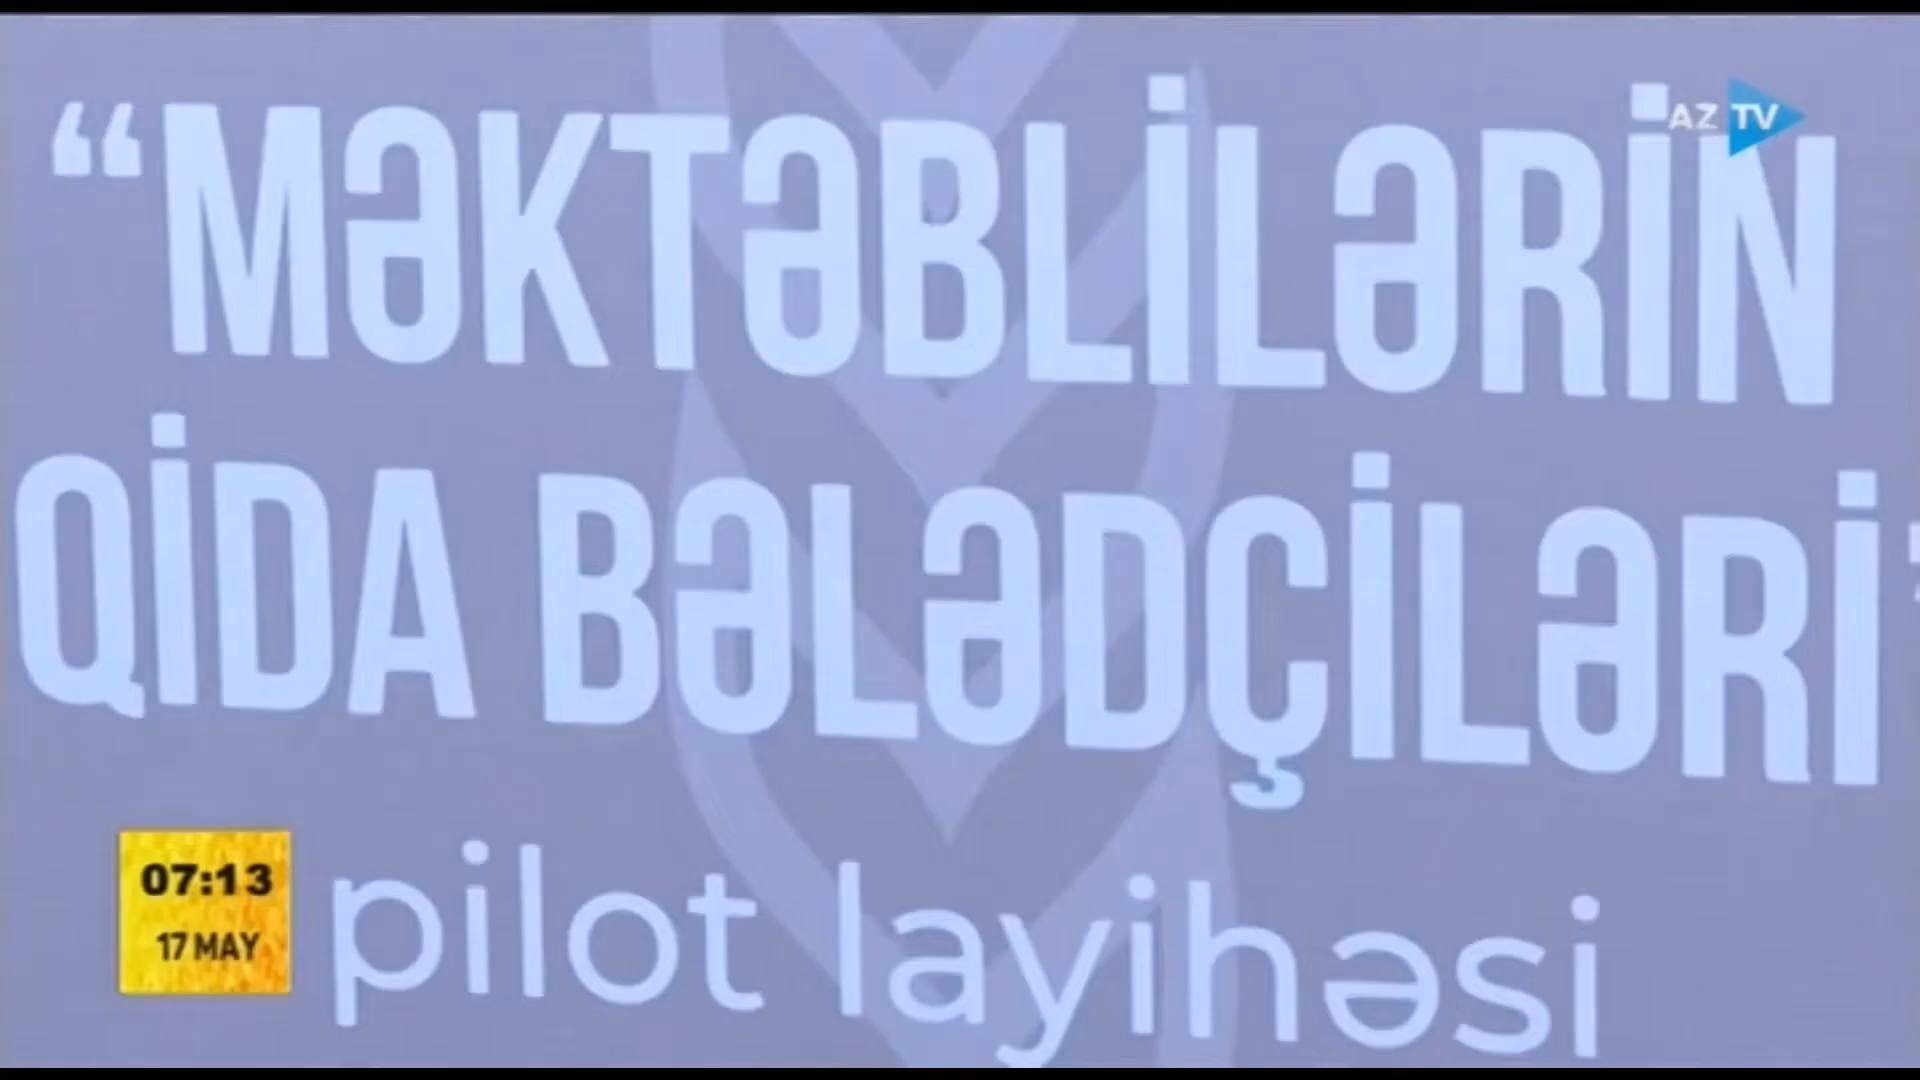 AZ TV
“MƏKTƏBLİLƏRİN
QİDA BƏLƏDÇİLƏRİ”
pilot layihəsi
07:13
17 MAY